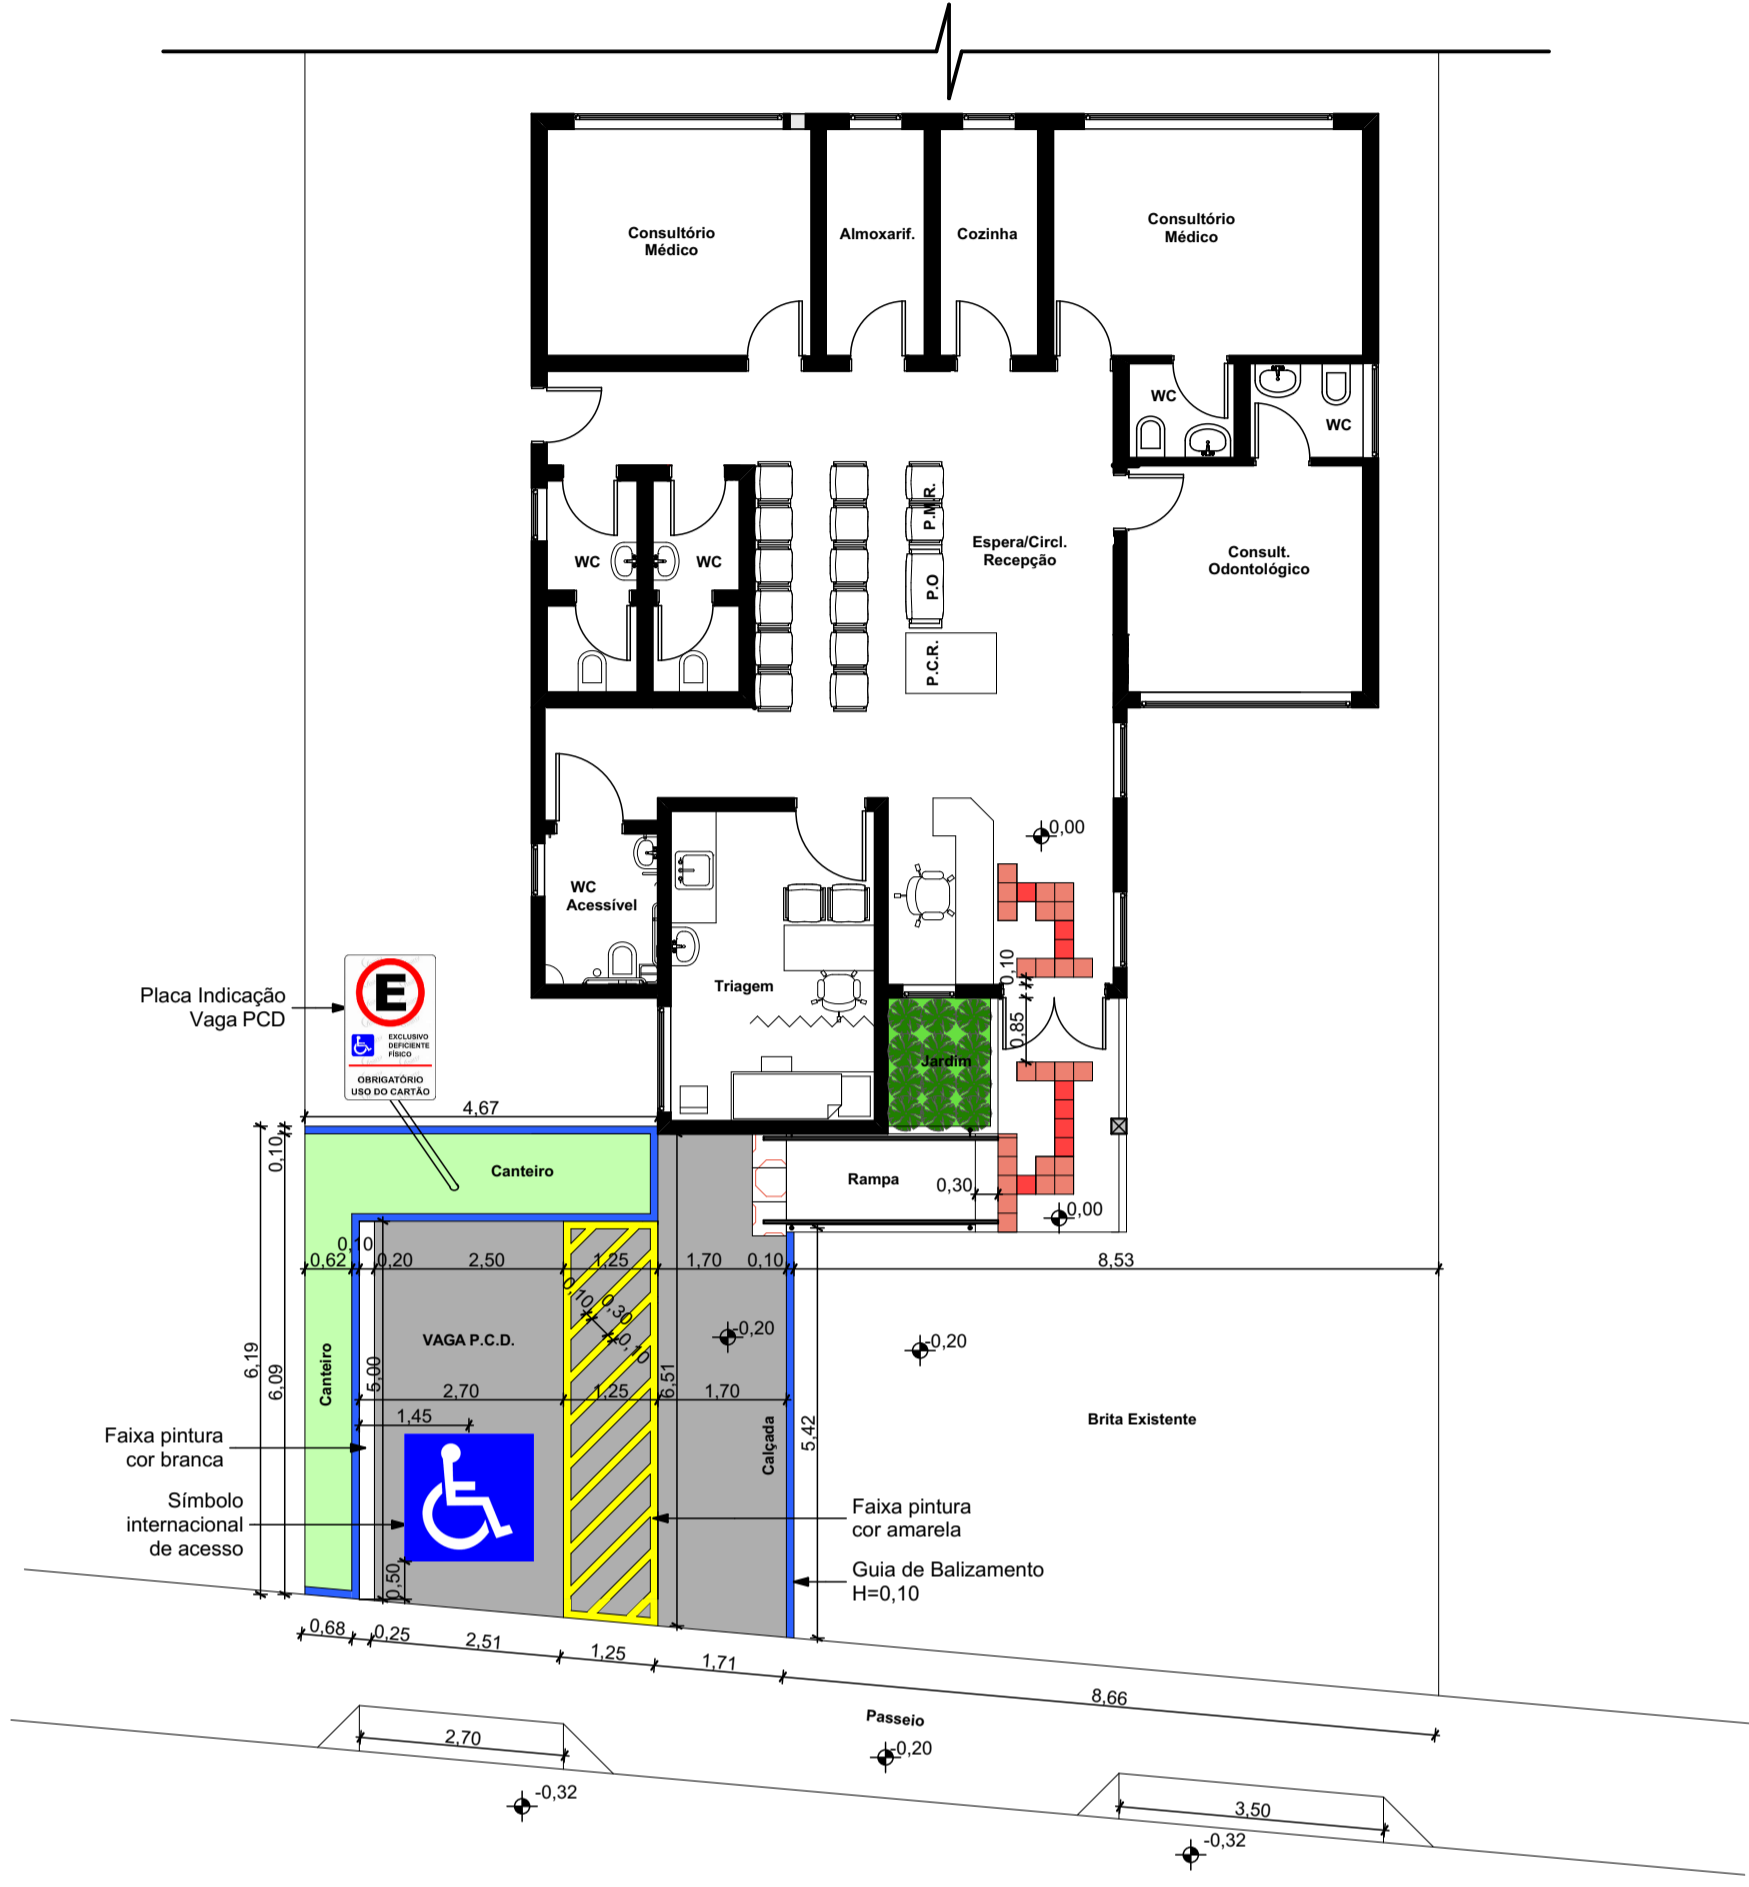 Consultório
Médico
Almoxarif.
Cozinha
Consultório
Médico
WC
WC
WC
WC
P.M.R.
P.O
P.C.R.
Espera/Circl.
Recepção
Consult.
Odontológico
0,00
WC
Acessível
Triagem
0,10
0,85
Jardim
Placa Indicação
Vaga PCD
E
EXCLUSIVO
DEFICIENTE
FÍSICO
OBRIGATÓRIO
USO DO CARTÃO
4,67
0,10
Canteiro
Rampa
0,30
0,00
0,10
0,62
0,20
2,50
1,25
1,70
0,10
8,53
0,10
0,30
0,10
VAGA P.C.D.
-0,20
-0,20
6,19
6,09
Canteiro
5,00
2,70
1,25
6,51
1,70
1,45
Calçada
5,42
Brita Existente
Faixa pintura
cor branca
Símbolo
internacional
de acesso
0,50
Faixa pintura
cor amarela
Guia de Balizamento
H=0,10
0,68
0,25
2,51
1,25
1,71
8,66
Passeio
-0,20
2,70
-0,32
3,50
-0,32